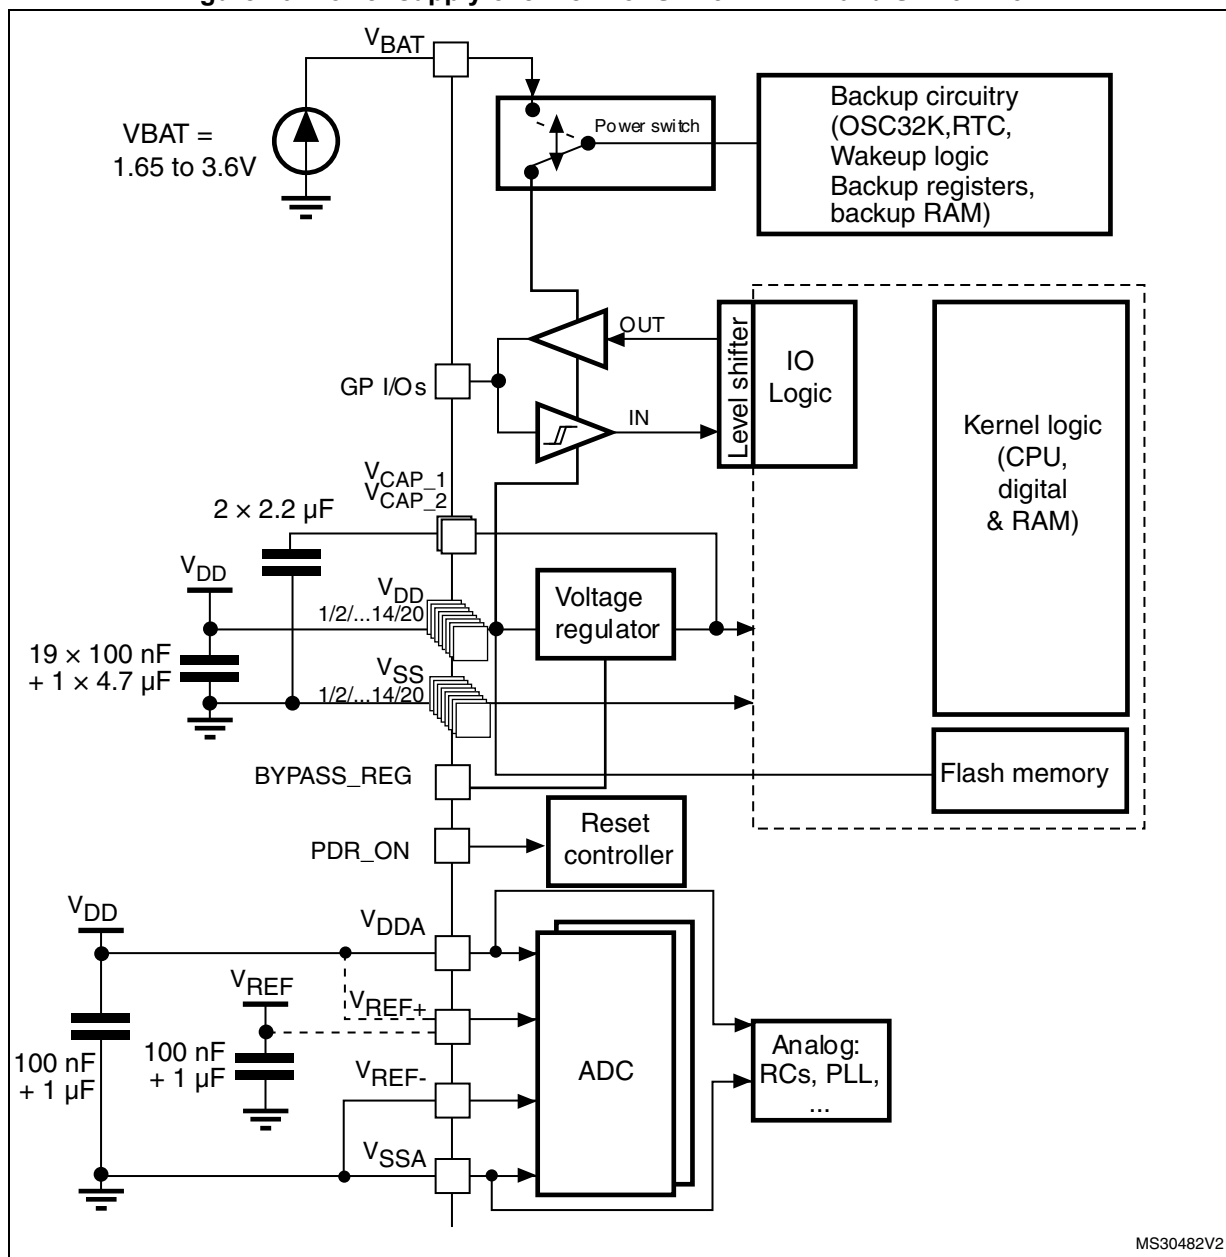 VBAT
VBAT =
1.65 to 3.6V
Power switch
Backup circuitry
(OSC32K,RTC,
Wakeup logic
Backup registers,
backup RAM)
OUT
GP I/Os
IN
Level shifter
IO
Logic
Kernel logic
(CPU,
digital
& RAM)
VCAP_1
VCAP_2
2 × 2.2 µF
VDD
VDD
1/2/...14/20
Voltage
regulator
19 × 100 nF
+ 1 × 4.7 µF
VSS
1/2/...14/20
BYPASS_REG
Flash memory
PDR_ON
Reset
controller
VDD
VDDA
VREF
VREF+
100 nF
+ 1 µF
100 nF
+ 1 µF
VREF-
ADC
Analog:
RCs, PLL,
...
VSSA
MS30482V2